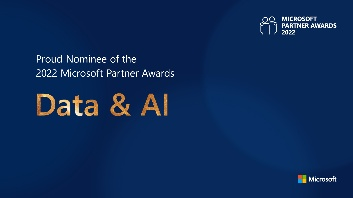 MICROSOFT
PARTNER AWARDS
2022
Proud Nominee of the
2022 Microsoft Partner Awards
Data & AI
Microsoft